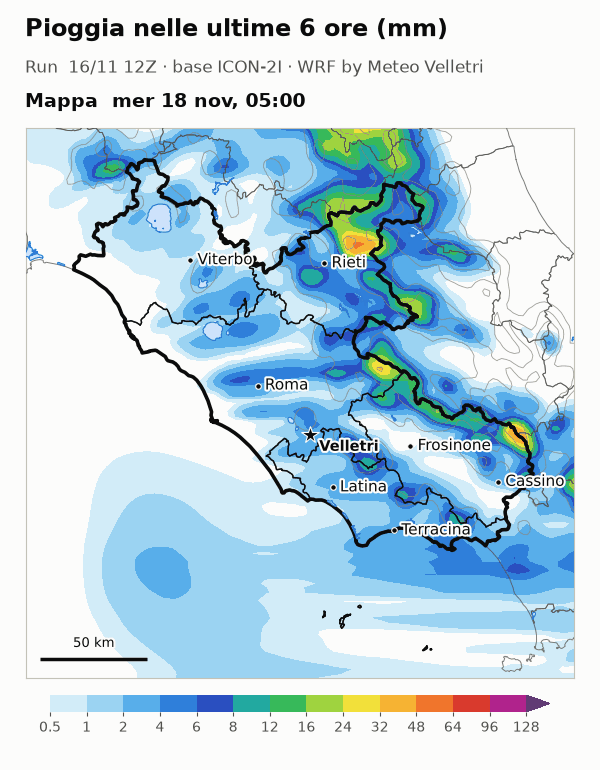 Pioggia nelle ultime 6 ore (mm)
Run  16/11 12Z · base ICON-2I · WRF by Meteo Velletri
Mappa  mer 18 nov, 05:00
Viterbo
Rieti
Roma
Velletri
Frosinone
Latina
Cassino
Terracina
50 km
0.5 1 2 4 6 8 12 16 24 32 48 64 96 128